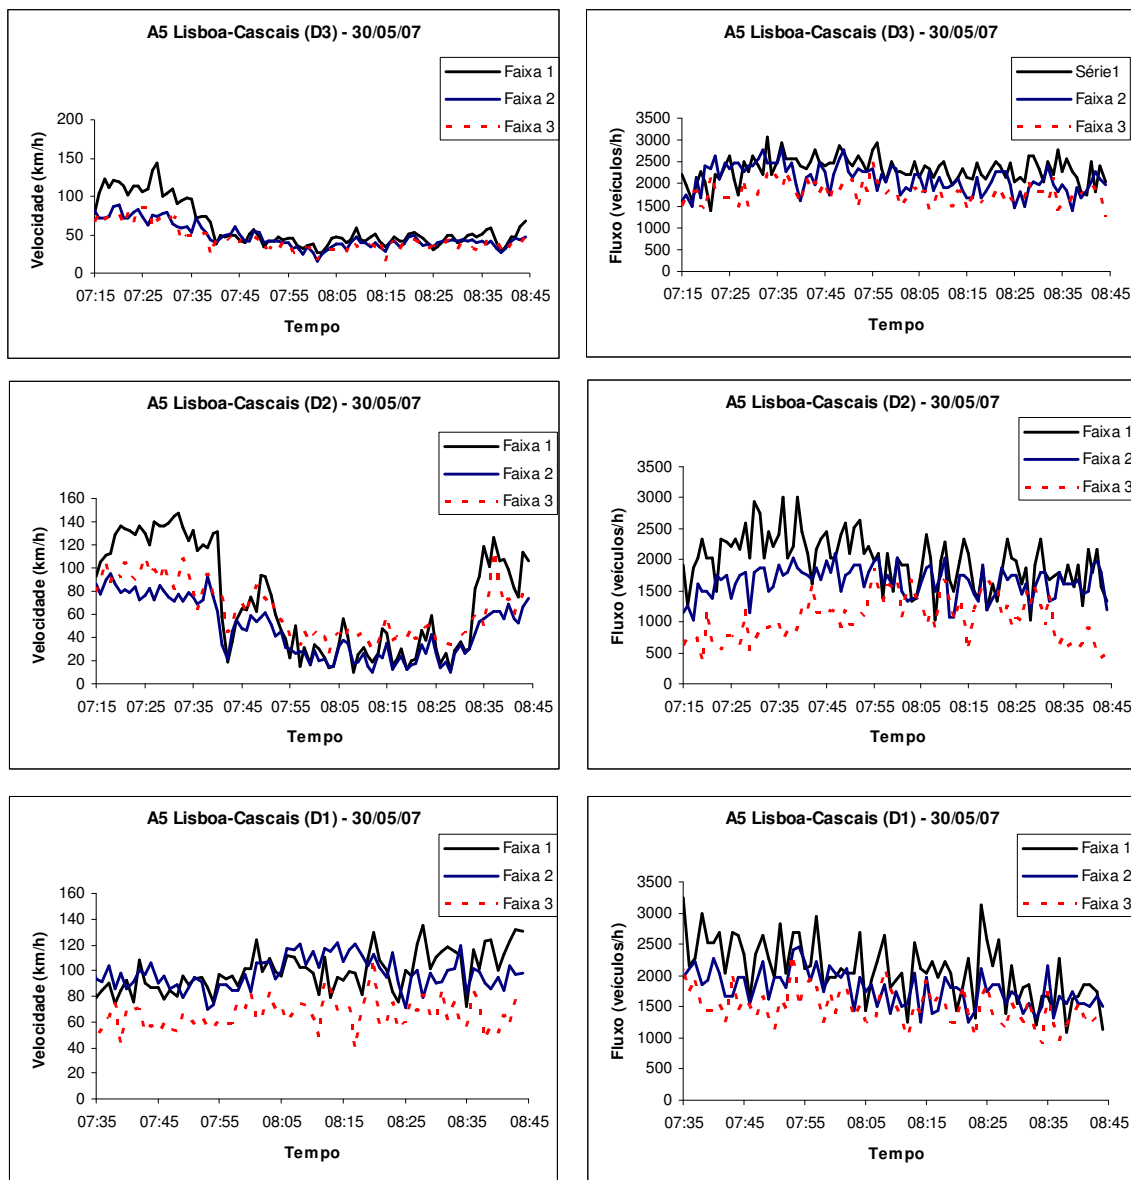 A5 Lisboa-Cascais (D3) - 30/05/07
Faixa 1
Faixa 2
Faixa 3
Velocidade (km/h)
200
150
100
50
0
07:15 07:25 07:35 07:45 07:55 08:05 08:15 08:25 08:35 08:45
Tempo
A5 Lisboa-Cascais (D3) - 30/05/07
Série1
Faixa 2
Faixa 3
Fluxo (veículos/h)
3500
3000
2500
2000
1500
1000
500
0
07:15 07:25 07:35 07:45 07:55 08:05 08:15 08:25 08:35 08:45
Tempo
A5 Lisboa-Cascais (D2) - 30/05/07
Faixa 1
Faixa 2
Faixa 3
Velocidade (km/h)
160
140
120
100
80
60
40
20
0
07:15 07:25 07:35 07:45 07:55 08:05 08:15 08:25 08:35 08:45
Tempo
A5 Lisboa-Cascais (D2) - 30/05/07
Faixa 1
Faixa 2
Faixa 3
Fluxo (veículos/h)
3500
3000
2500
2000
1500
1000
500
0
07:15 07:25 07:35 07:45 07:55 08:05 08:15 08:25 08:35 08:45
Tempo
A5 Lisboa-Cascais (D1) - 30/05/07
Faixa 1
Faixa 2
Faixa 3
Velocidade (km/h)
160
140
120
100
80
60
40
20
0
07:35 07:45 07:55 08:05 08:15 08:25 08:35 08:45
Tempo
A5 Lisboa-Cascais (D1) - 30/05/07
Faixa 1
Faixa 2
Faixa 3
Fluxo (veículos/h)
3500
3000
2500
2000
1500
1000
500
0
07:35 07:45 07:55 08:05 08:15 08:25 08:35 08:45
Tempo